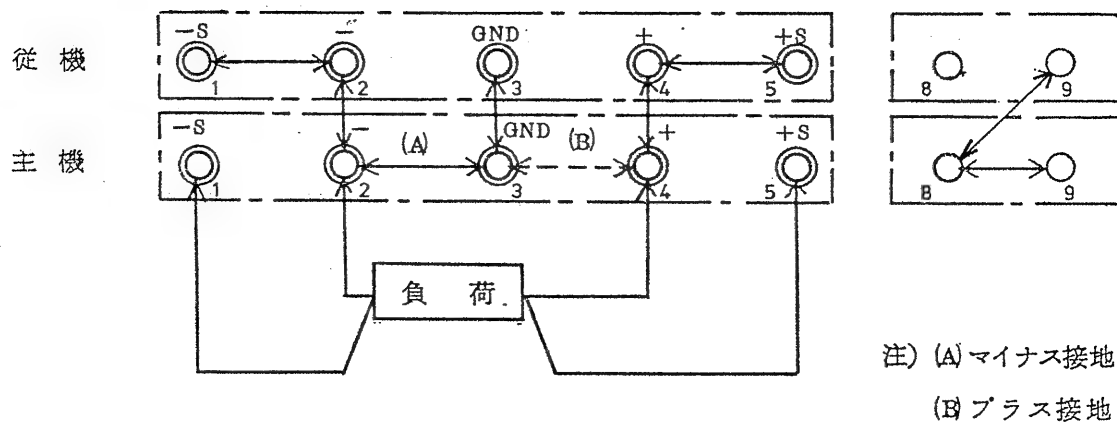 -S - GND + +S
従機
1 2 3 4 5 8 9
-S - (A) GND (B) + +S
主機
1 2 3 4 5 8 9
負荷
注) (A) マイナス接地
(B) プラス接地